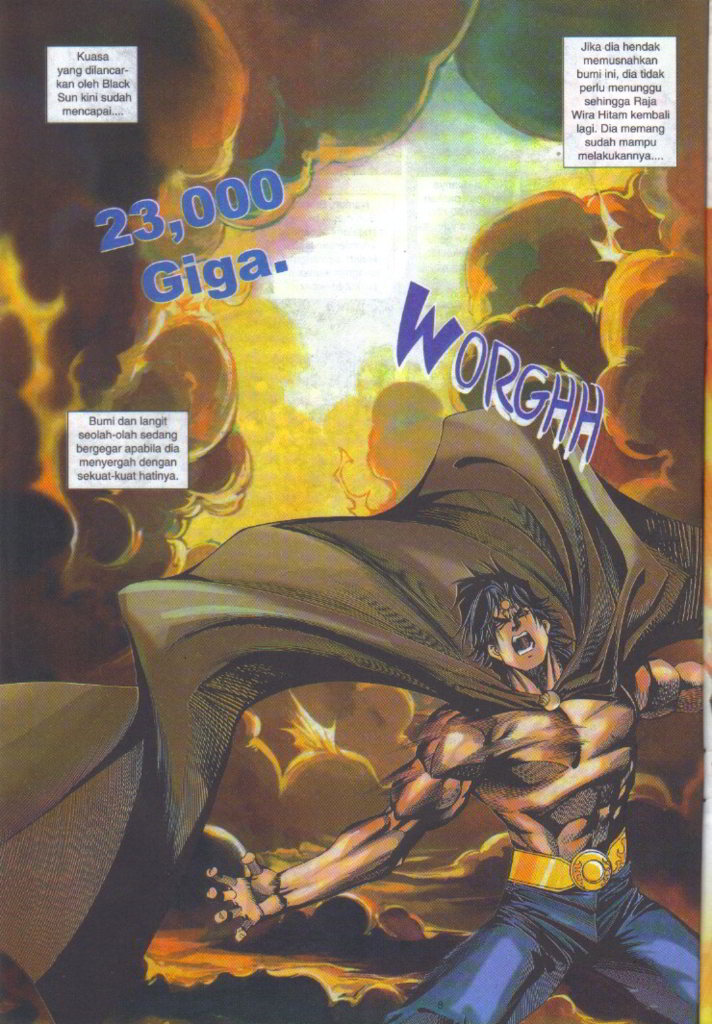 Kuasa
yang dilancar-
kan oleh Black
Sun kini sudah
mencapai....
23,000
Giga.
Jika dia hendak
memusnahkan
bumi ini, dia tidak
perlu menunggu
sehingga Raja
Wira Hitam kembali
lagi. Dia memang
sudah mampu
melakukannya....
WORGHH
Bumi dan langit
seolah-olah sedang
bergegar apabila dia
menyergah dengan
sekuat-kuat hatinya.
8